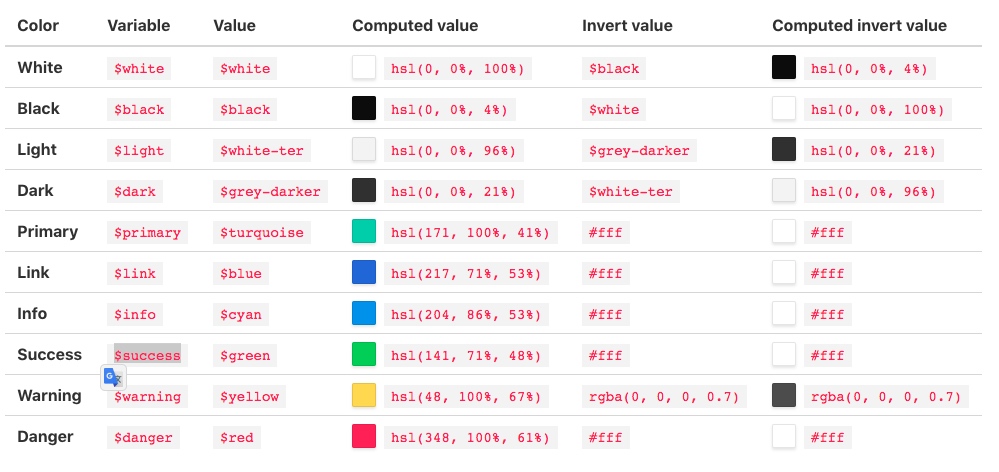 Color Variable Value Computed value Invert value Computed invert value
White $white $white hsl(0, 0%, 100%) $black hsl(0, 0%, 4%)
Black $black $black hsl(0, 0%, 4%) $white hsl(0, 0%, 100%)
Light $light $white-ter hsl(0, 0%, 96%) $grey-darker hsl(0, 0%, 21%)
Dark $dark $grey-darker hsl(0, 0%, 21%) $white-ter hsl(0, 0%, 96%)
Primary $primary $turquoise hsl(171, 100%, 41%) #fff #fff
Link $link $blue hsl(217, 71%, 53%) #fff #fff
Info $info $cyan hsl(204, 86%, 53%) #fff #fff
Success $success $green hsl(141, 71%, 48%) #fff #fff
Warning $warning $yellow hsl(48, 100%, 67%) rgba(0, 0, 0, 0.7) rgba(0, 0, 0, 0.7)
Danger $danger $red hsl(348, 100%, 61%) #fff #fff